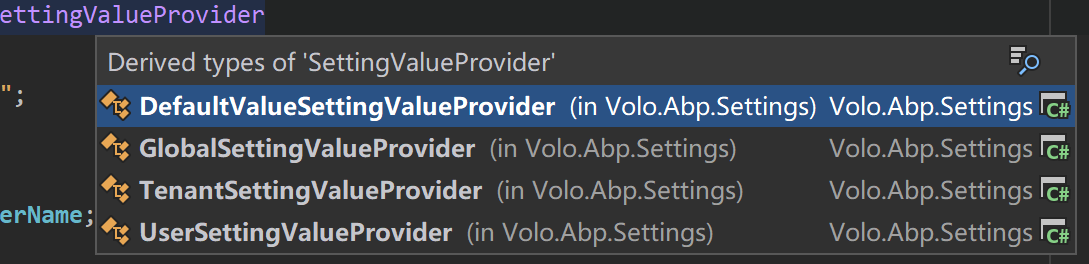 ettingValueProvider
Derived types of 'SettingValueProvider'
";
DefaultValueSettingValueProvider (in Volo.Abp.Settings) Volo.Abp.Settings C#
GlobalSettingValueProvider (in Volo.Abp.Settings) Volo.Abp.Settings C#
TenantSettingValueProvider (in Volo.Abp.Settings) Volo.Abp.Settings C#
erName;
UserSettingValueProvider (in Volo.Abp.Settings) Volo.Abp.Settings C#